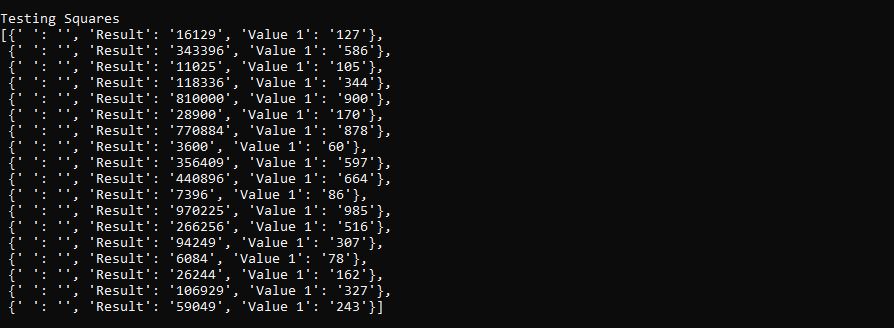 Testing Squares
[{' ': '', 'Result': '16129', 'Value 1': '127'},
 {' ': '', 'Result': '343396', 'Value 1': '586'},
 {' ': '', 'Result': '11025', 'Value 1': '105'},
 {' ': '', 'Result': '118336', 'Value 1': '344'},
 {' ': '', 'Result': '810000', 'Value 1': '900'},
 {' ': '', 'Result': '28900', 'Value 1': '170'},
 {' ': '', 'Result': '770884', 'Value 1': '878'},
 {' ': '', 'Result': '3600', 'Value 1': '60'},
 {' ': '', 'Result': '356409', 'Value 1': '597'},
 {' ': '', 'Result': '440896', 'Value 1': '664'},
 {' ': '', 'Result': '7396', 'Value 1': '86'},
 {' ': '', 'Result': '970225', 'Value 1': '985'},
 {' ': '', 'Result': '266256', 'Value 1': '516'},
 {' ': '', 'Result': '94249', 'Value 1': '307'},
 {' ': '', 'Result': '6084', 'Value 1': '78'},
 {' ': '', 'Result': '26244', 'Value 1': '162'},
 {' ': '', 'Result': '106929', 'Value 1': '327'},
 {' ': '', 'Result': '59049', 'Value 1': '243'}]